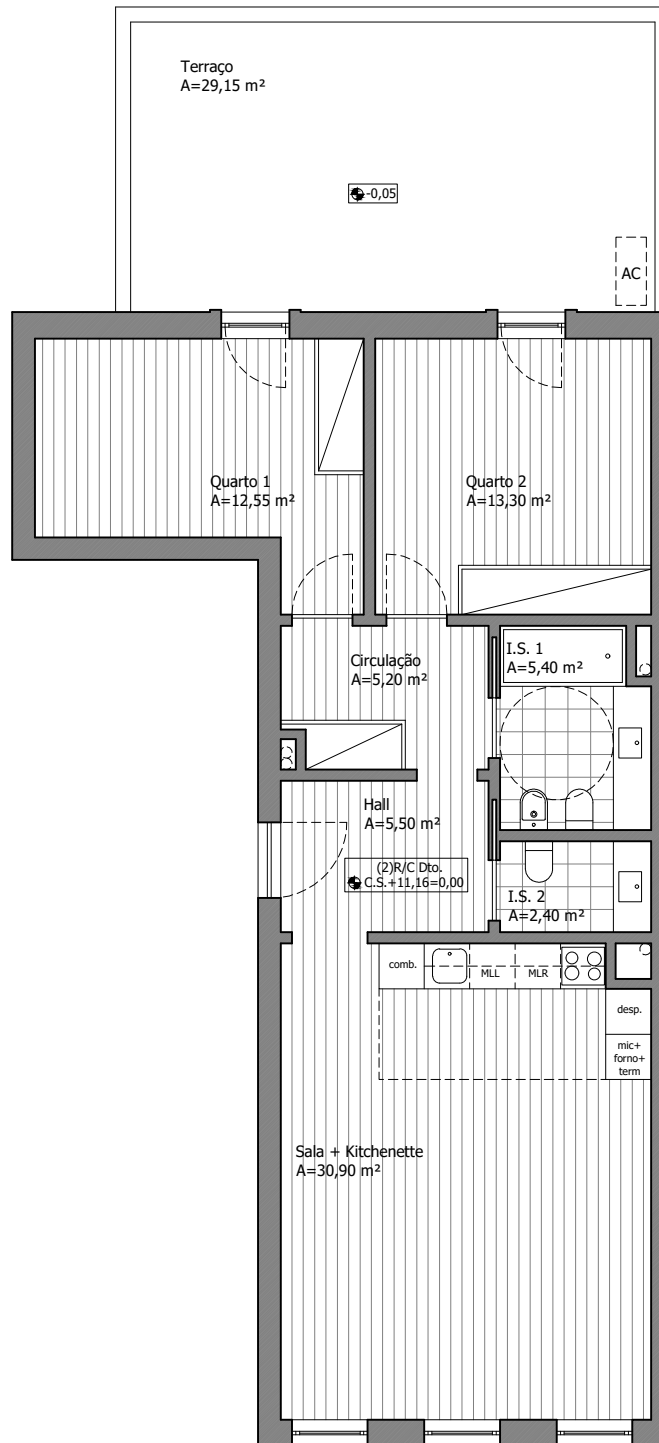 Terraço
A=29,15 m²
-0,05
AC
Quarto 1
A=12,55 m²
Quarto 2
A=13,30 m²
Circulação
A=5,20 m²
I.S. 1
A=5,40 m²
Hall
A=5,50 m²
(2)R/C Dto.
C.S.+11,16=0,00
I.S. 2
A=2,40 m²
comb.
MLL
MLR
desp.
mic+
forno+
term
Sala + Kitchenette
A=30,90 m²